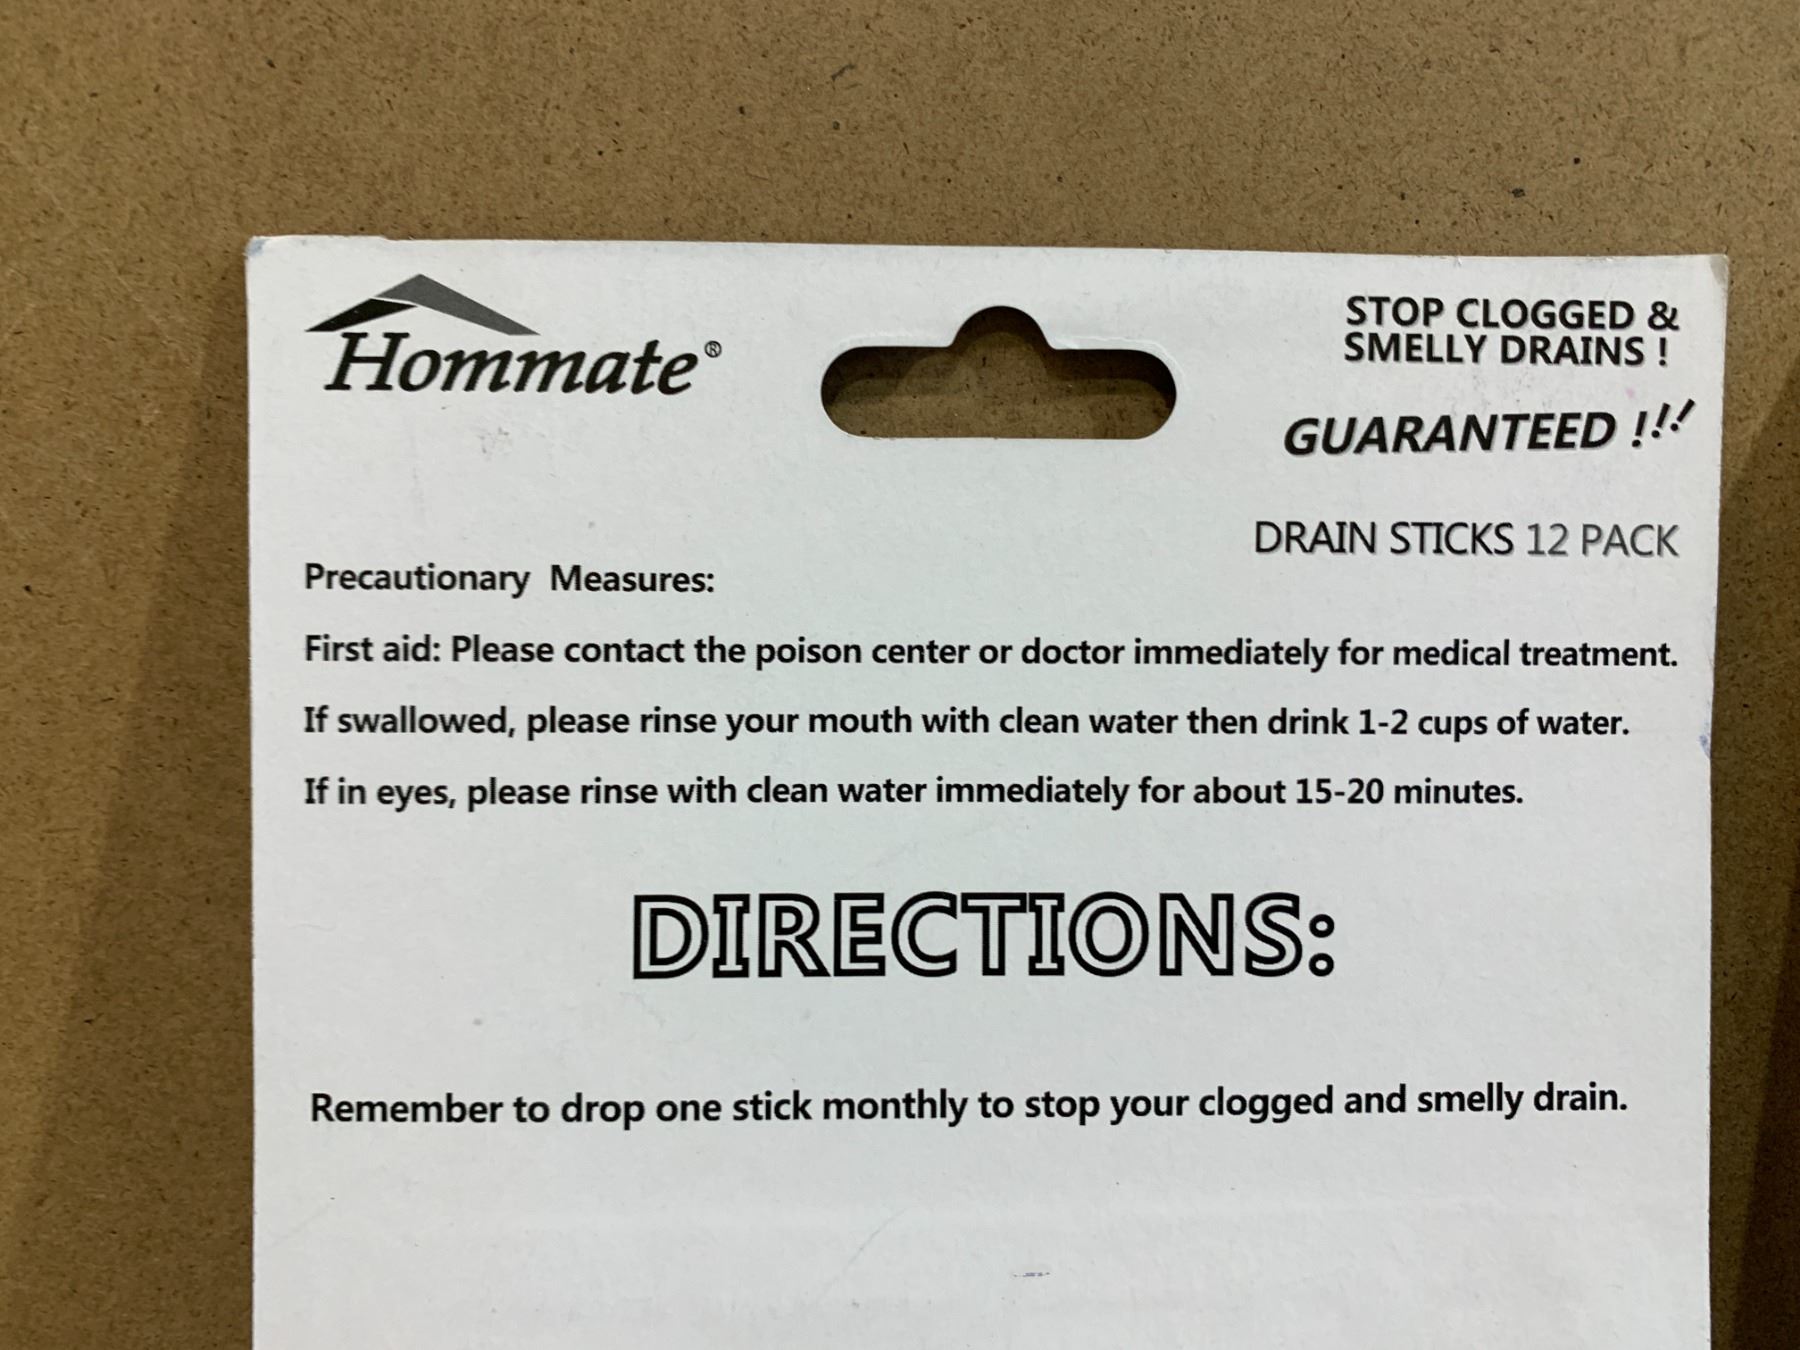 Hommate®
STOP CLOGGED &
SMELLY DRAINS !
GUARANTEED !!!
DRAIN STICKS 12 PACK
Precautionary Measures:
First aid: Please contact the poison center or doctor immediately for medical treatment.
If swallowed, please rinse your mouth with clean water then drink 1-2 cups of water.
If in eyes, please rinse with clean water immediately for about 15-20 minutes.
DIRECTIONS:
Remember to drop one stick monthly to stop your clogged and smelly drain.